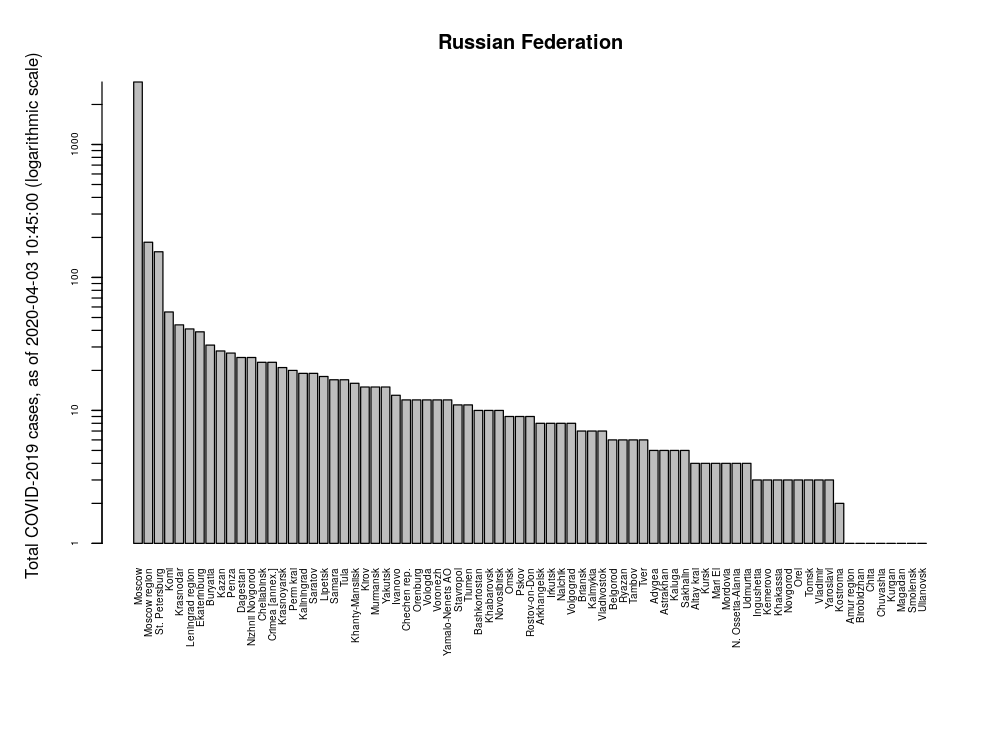 Russian Federation
Total COVID-2019 cases, as of 2020-04-03 10:45:00 (logarithmic scale)
1000
100
10
1
Moscow
Moscow region
St. Petersburg
Komi
Krasnodar
Leningrad region
Ekaterinburg
Buryatia
Kazan
Penza
Dagestan
Nizhnii Novgorod
Cheliabinsk
Crimea [annex.]
Krasnoyarsk
Perm krai
Kaliningrad
Saratov
Lipetsk
Samara
Tula
Khanty-Mansiisk
Kirov
Murmansk
Yakutsk
Ivanovo
Chechen rep.
Orenburg
Vologda
Voronezh
Yamalo-Nenets AO
Stavropol
Tiumen
Bashkortostan
Khabarovsk
Novosibirsk
Omsk
Pskov
Rostov-on-Don
Arkhangelsk
Irkutsk
Nalchik
Volgograd
Briansk
Kalmykia
Vladivostok
Belgorod
Ryazan
Tambov
Tver
Adygea
Astrakhan
Kaluga
Sakhalin
Altay krai
Kursk
Mari El
Mordovia
N. Ossetia-Alania
Udmurtia
Ingushetia
Kemerovo
Khakassia
Novgorod
Orel
Tomsk
Vladimir
Yaroslavl
Kostroma
Amur region
Birobidzhan
Chita
Chuvashia
Kurgan
Magadan
Smolensk
Ulianovsk